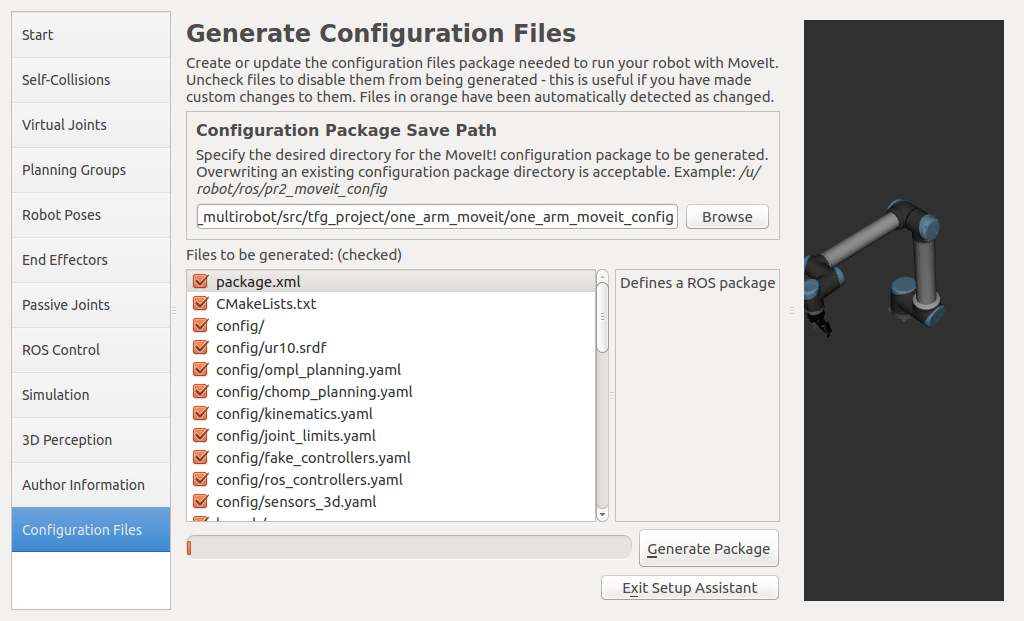 Start
Self-Collisions
Virtual Joints
Planning Groups
Robot Poses
End Effectors
Passive Joints
ROS Control
Simulation
3D Perception
Author Information
Configuration Files
Generate Configuration Files
Create or update the configuration files package needed to run your robot with MoveIt.
Uncheck files to disable them from being generated - this is useful if you have made
custom changes to them. Files in orange have been automatically detected as changed.
Configuration Package Save Path
Specify the desired directory for the MoveIt! configuration package to be generated.
Overwriting an existing configuration package directory is acceptable. Example: /u/
robot/ros/pr2_moveit_config
_multirobot/src/tfg_project/one_arm_moveit/one_arm_moveit_config
Browse
Files to be generated: (checked)
package.xml
CMakeLists.txt
config/
config/ur10.srdf
config/ompl_planning.yaml
config/chomp_planning.yaml
config/kinematics.yaml
config/joint_limits.yaml
config/fake_controllers.yaml
config/ros_controllers.yaml
config/sensors_3d.yaml
Defines a ROS package
Generate Package
Exit Setup Assistant